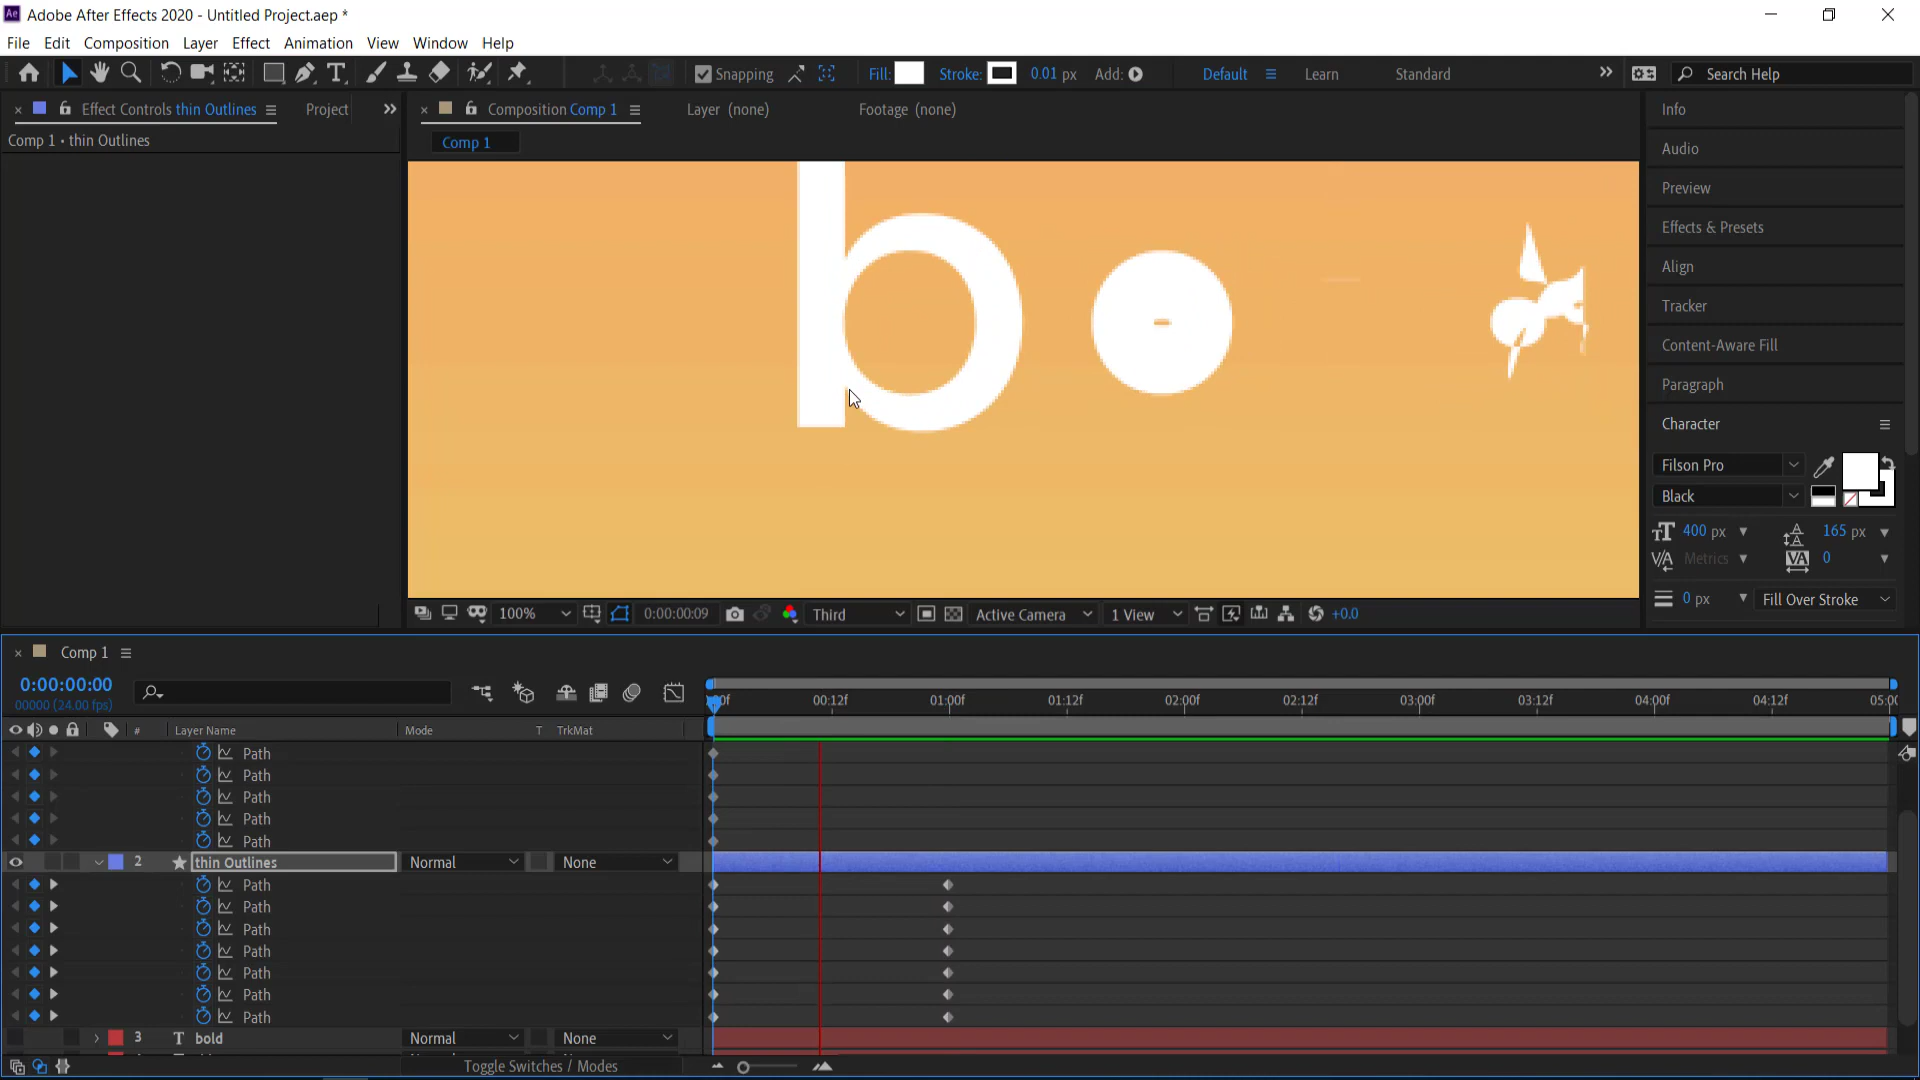 Ae Adobe After Effects 2020 - Untitled Project.aep *
File Edit Composition Layer Effect Animation View Window Help
Snapping Fill: Stroke: 0.01 px Add: Default Learn Standard Search Help
Effect Controls thin Outlines Project
Comp 1 • thin Outlines
Composition Comp 1 Layer (none) Footage (none)
Comp 1
b o
100% 0:00:00:09 Third Active Camera 1 View +0.0
Info
Audio
Preview
Effects & Presets
Align
Tracker
Content-Aware Fill
Paragraph
Character
Filson Pro
Black
400 px 165 px
Metrics 0
0 px Fill Over Stroke
Comp 1
0:00:00:00
00000 (24.00 fps)
00:12f 01:00f 01:12f 02:00f 02:12f 03:00f 03:12f 04:00f 04:12f
# Layer Name Mode T TrkMat
Path
Path
Path
Path
Path
2 thin Outlines Normal None
Path
Path
Path
Path
Path
Path
Path
3 T bold Normal None
Toggle Switches / Modes